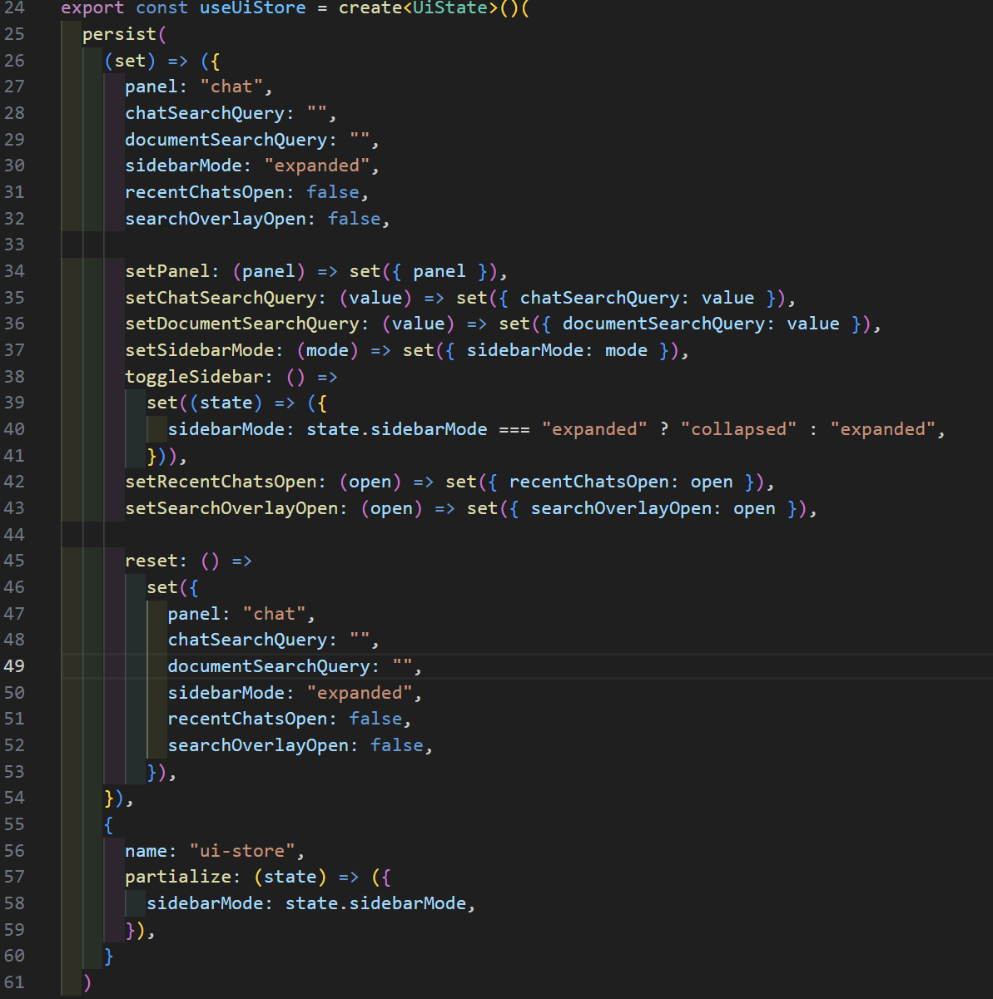 24 export const useUiStore = create<UiState>()(
25   persist(
26     (set) => ({
27       panel: "chat",
28       chatSearchQuery: "",
29       documentSearchQuery: "",
30       sidebarMode: "expanded",
31       recentChatsOpen: false,
32       searchOverlayOpen: false,
33
34       setPanel: (panel) => set({ panel }),
35       setChatSearchQuery: (value) => set({ chatSearchQuery: value }),
36       setDocumentSearchQuery: (value) => set({ documentSearchQuery: value }),
37       setSidebarMode: (mode) => set({ sidebarMode: mode }),
38       toggleSidebar: () =>
39         set((state) => ({
40           sidebarMode: state.sidebarMode === "expanded" ? "collapsed" : "expanded",
41         })),
42       setRecentChatsOpen: (open) => set({ recentChatsOpen: open }),
43       setSearchOverlayOpen: (open) => set({ searchOverlayOpen: open }),
44
45       reset: () =>
46         set({
47           panel: "chat",
48           chatSearchQuery: "",
49           documentSearchQuery: "",
50           sidebarMode: "expanded",
51           recentChatsOpen: false,
52           searchOverlayOpen: false,
53         }),
54     }),
55     {
56       name: "ui-store",
57       partialize: (state) => ({
58         sidebarMode: state.sidebarMode,
59       }),
60     }
61   )